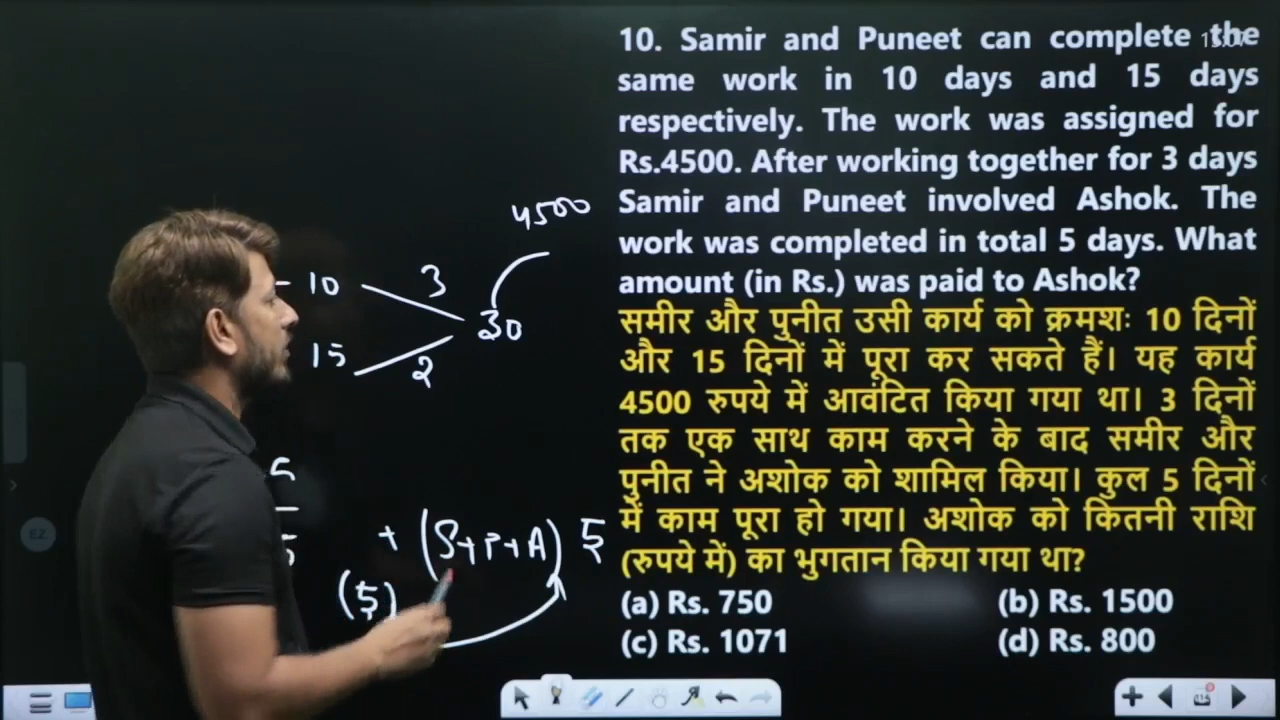 10. Samir and Puneet can complete the
same work in 10 days and 15 days
respectively. The work was assigned for
Rs.4500. After working together for 3 days
Samir and Puneet involved Ashok. The
work was completed in total 5 days. What
amount (in Rs.) was paid to Ashok?
समीर और पुनीत उसी कार्य को क्रमशः 10 दिनों
और 15 दिनों में पूरा कर सकते हैं। यह कार्य
4500 रुपये में आवंटित किया गया था। 3 दिनों
तक एक साथ काम करने के बाद समीर और
पुनीत ने अशोक को शामिल किया। कुल 5 दिनों
में काम पूरा हो गया। अशोक को कितनी राशि
(रुपये में) का भुगतान किया गया था?
(a) Rs. 750 (b) Rs. 1500
(c) Rs. 1071 (d) Rs. 800
4500
10 3
30
15 2
+ (S+P+A) 5
(5)
EZ